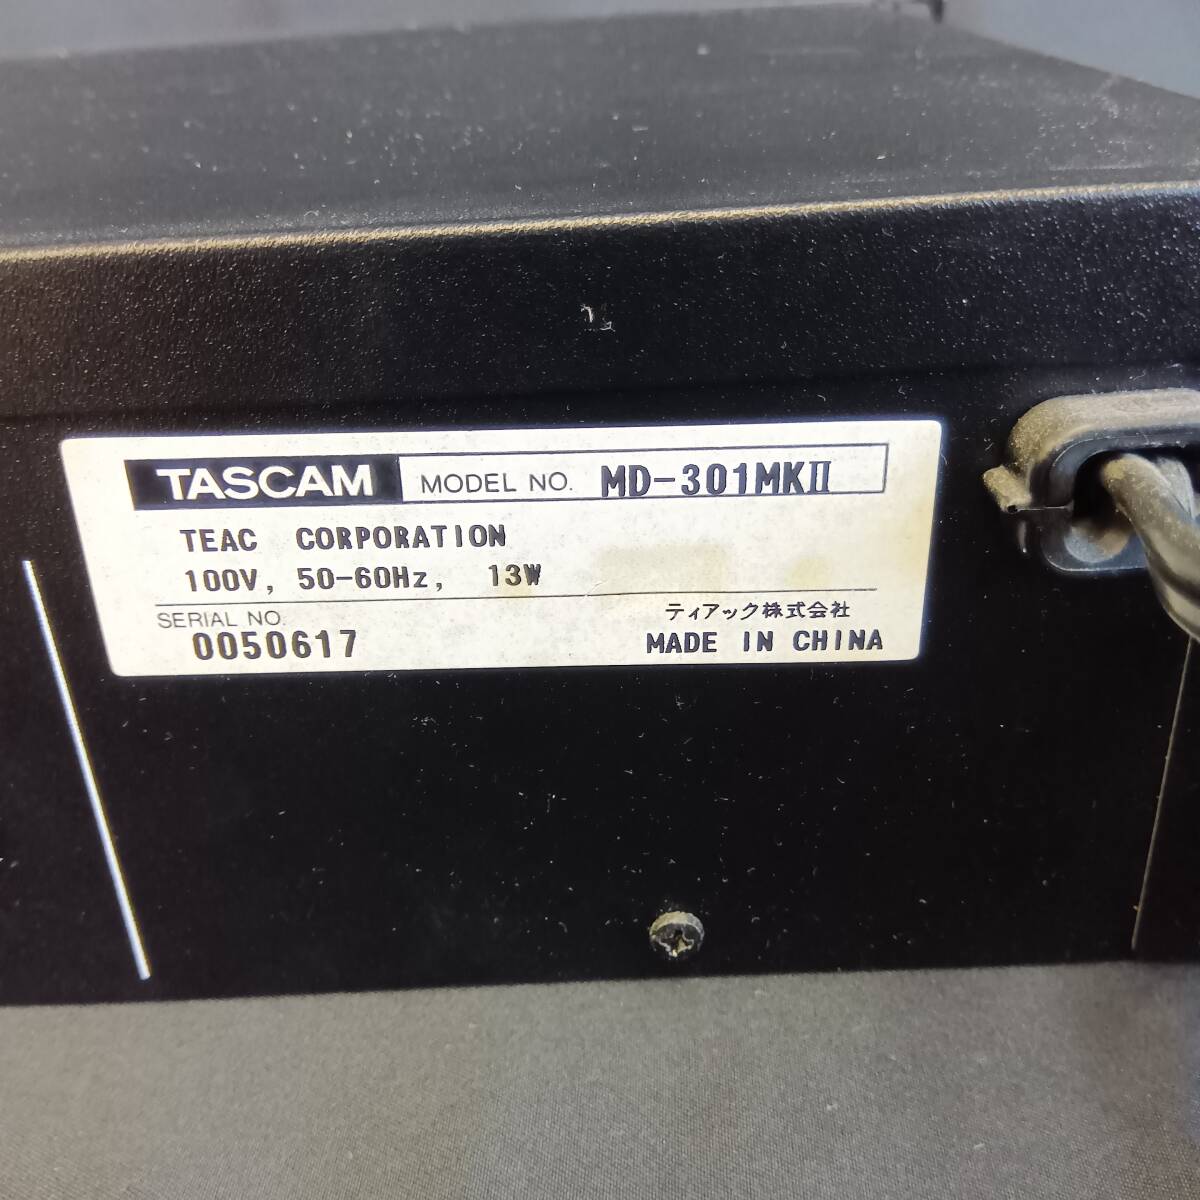 TASCAM MODEL NO. MD-301MKII
TEAC CORPORATION
100V, 50-60Hz, 13W
SERIAL NO. ティアック株式会社
0050617 MADE IN CHINA